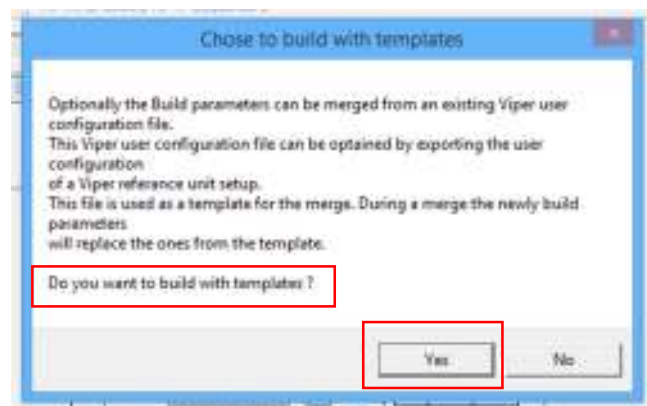 Chose to build with templates
Optionally the Build parameters can be merged from an existing Viper user
configuration file.
This Viper user configuration file can be optained by exporting the user
configuration
of a Viper reference unit setup.
This file is used as a template for the merge. During a merge the newly build
parameters
will replace the ones from the template.
Do you want to build with templates ?
Yes
No